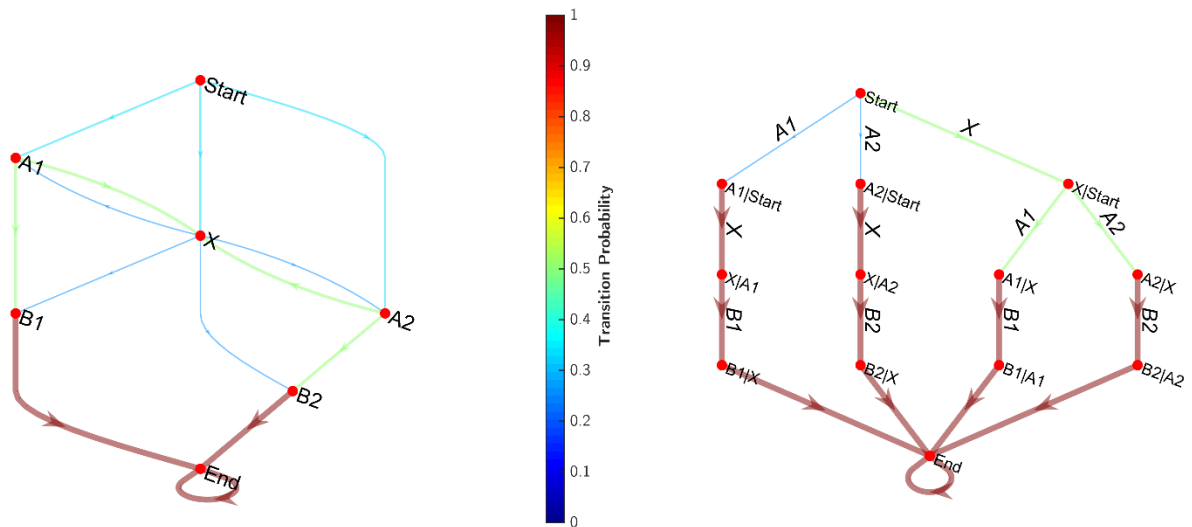 Start
A1
X
B1
A2
B2
End
1
0.9
0.8
0.7
0.6
0.5
0.4
0.3
0.2
0.1
0
Transition Probability
Start
A1
A2
X
A1|Start
A2|Start
X|Start
X
X
A1
A2
X|A1
X|A2
A1|X
A2|X
B1
B2
B1
B2
B1|X
B2|X
B1|A1
B2|A2
End